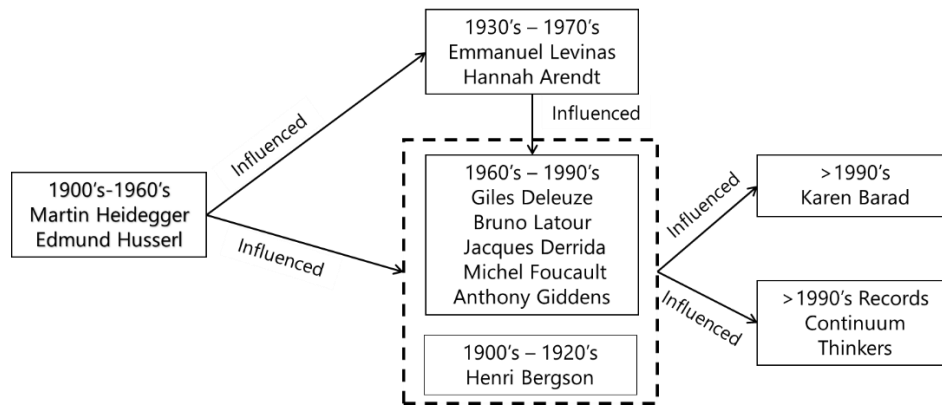 1930's – 1970's
Emmanuel Levinas
Hannah Arendt
Influenced
Influenced
1900's-1960's
Martin Heidegger
Edmund Husserl
Influenced
1960's – 1990's
Giles Deleuze
Bruno Latour
Jacques Derrida
Michel Foucault
Anthony Giddens
1900's – 1920's
Henri Bergson
Influenced
>1990's
Karen Barad
Influenced
>1990's Records
Continuum
Thinkers